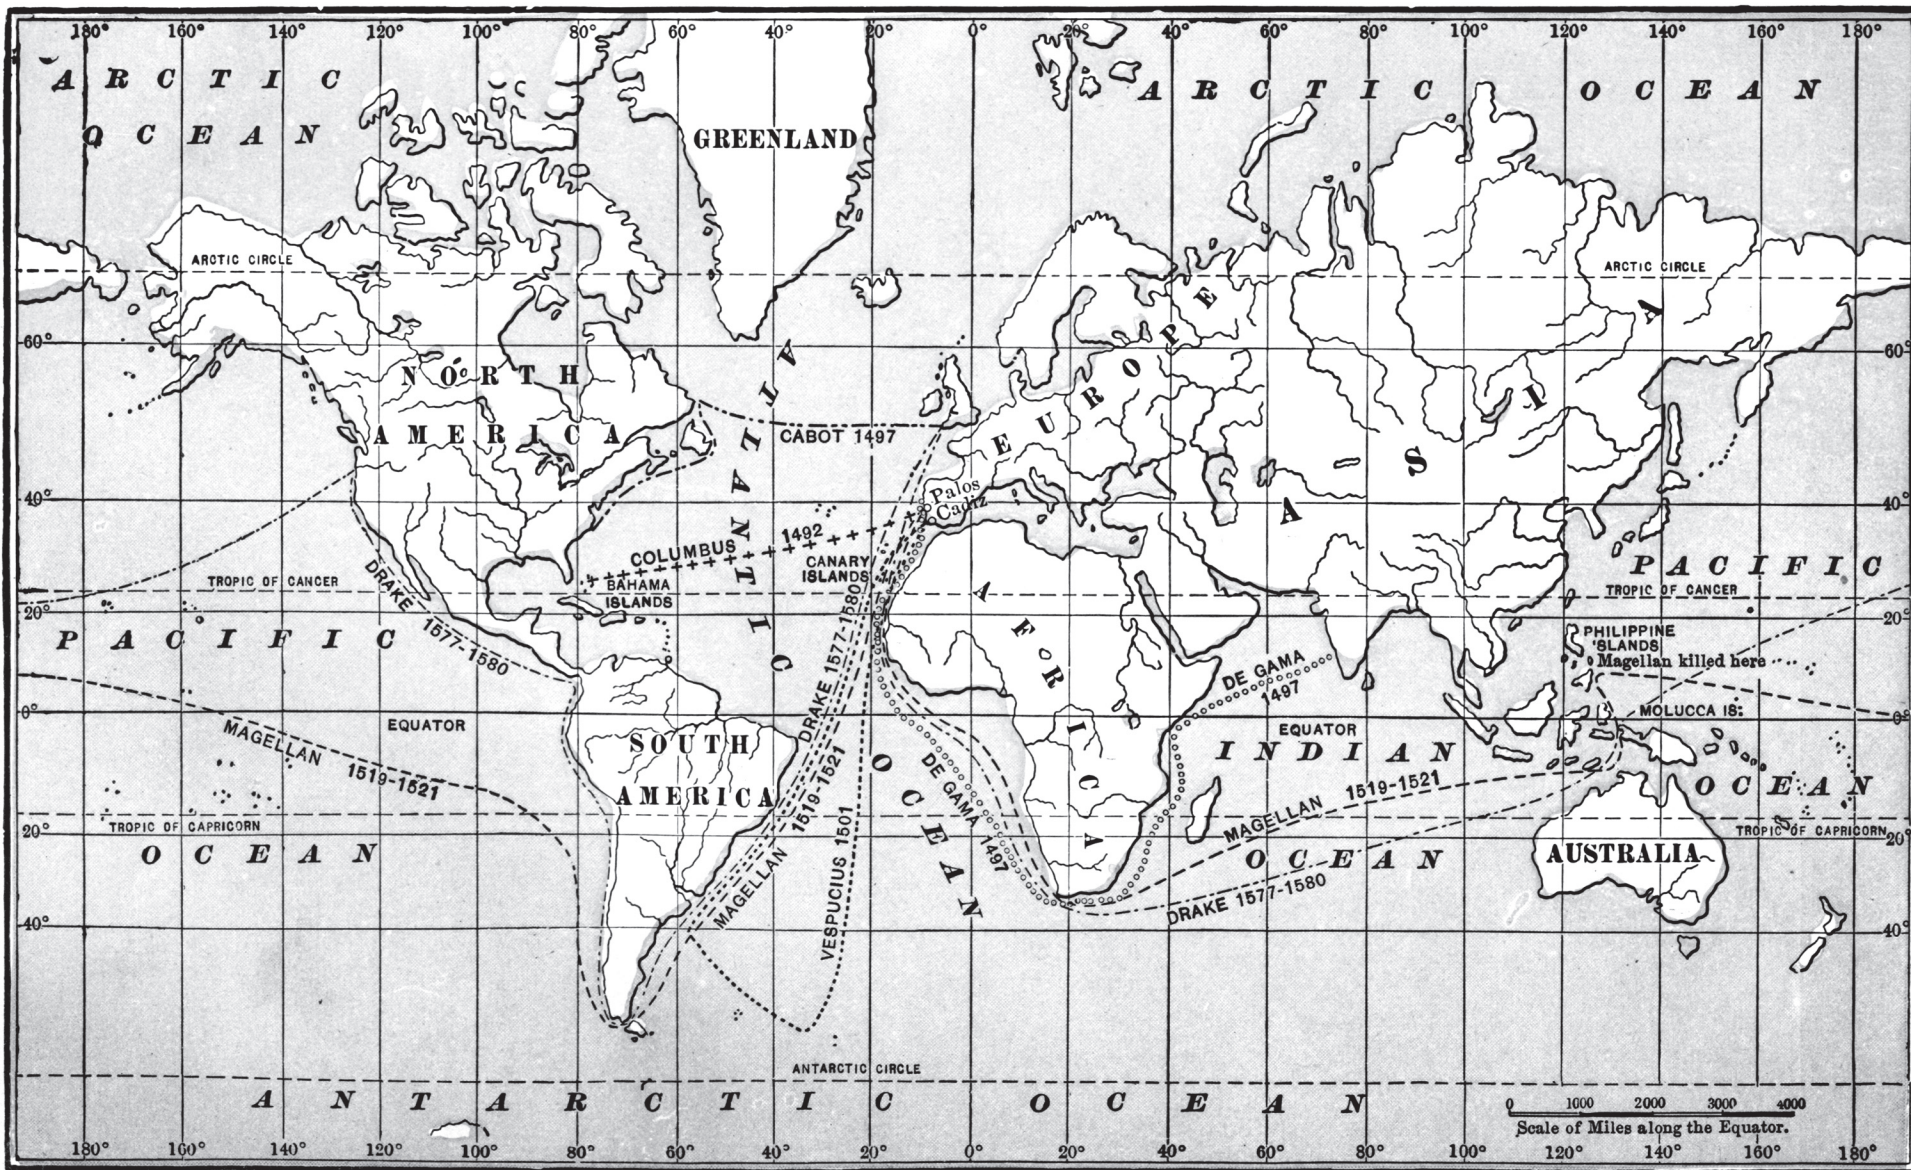 180° 160° 140° 120° 100° 80° 60° 40° 20° 0° 20° 40° 60° 80° 100° 120° 140° 160° 180°
ARCTIC
OCEAN
ARCTIC OCEAN
GREENLAND
ARCTIC CIRCLE
ARCTIC CIRCLE
60°
60°
NORTH
AMERICA
EUROPE
ASIA
ATLANTIC
OCEAN
CABOT 1497
Palos
Cadiz
40°
40°
COLUMBUS 1492
CANARY
ISLANDS
BAHAMA
ISLANDS
TROPIC OF CANCER
TROPIC OF CANCER
PACIFIC
OCEAN
PACIFIC
OCEAN
DRAKE 1577-1580
20°
20°
AFRICA
PHILIPPINE
ISLANDS
Magellan killed here
DE GAMA
1497
MOLUCCA IS:
0°
0°
EQUATOR
EQUATOR
MAGELLAN 1519-1521
SOUTH
AMERICA
DRAKE 1577-1580
MAGELLAN 1519-1521
VESPUCIUS 1501
DE GAMA 1497
INDIAN
OCEAN
MAGELLAN 1519-1521
DRAKE 1577-1580
TROPIC OF CAPRICORN
TROPIC OF CAPRICORN
20°
20°
AUSTRALIA
40°
40°
ANTARCTIC CIRCLE
ANTARCTIC OCEAN
0 1000 2000 3000 4000
Scale of Miles along the Equator.
180° 160° 140° 120° 100° 80° 60° 40° 20° 0° 20° 40° 60° 80° 100° 120° 140° 160° 180°